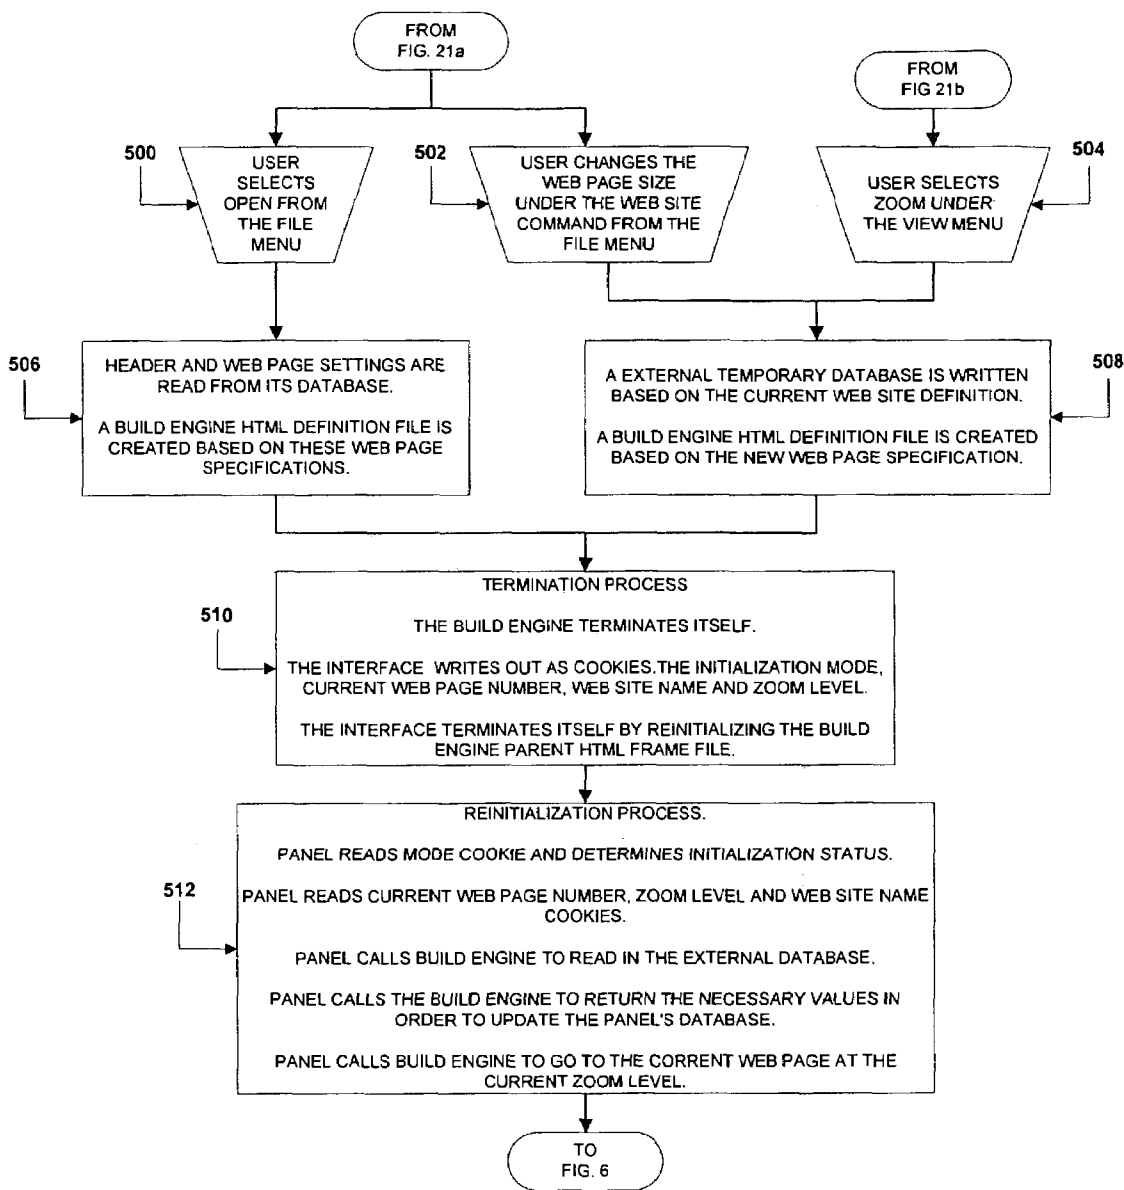 FROM
FIG. 21a
FROM
FIG 21b
500
USER
SELECTS
OPEN FROM
THE FILE
MENU
502
USER CHANGES THE
WEB PAGE SIZE
UNDER THE WEB SITE
COMMAND FROM THE
FILE MENU
504
USER SELECTS
ZOOM UNDER
THE VIEW MENU
506
HEADER AND WEB PAGE SETTINGS ARE
READ FROM ITS DATABASE.
A BUILD ENGINE HTML DEFINITION FILE IS
CREATED BASED ON THESE WEB PAGE
SPECIFICATIONS.
508
A EXTERNAL TEMPORARY DATABASE IS WRITTEN
BASED ON THE CURRENT WEB SITE DEFINITION.
A BUILD ENGINE HTML DEFINITION FILE IS CREATED
BASED ON THE NEW WEB PAGE SPECIFICATION.
510
TERMINATION PROCESS
THE BUILD ENGINE TERMINATES ITSELF.
THE INTERFACE WRITES OUT AS COOKIES.THE INITIALIZATION MODE,
CURRENT WEB PAGE NUMBER, WEB SITE NAME AND ZOOM LEVEL.
THE INTERFACE TERMINATES ITSELF BY REINITIALIZING THE BUILD
ENGINE PARENT HTML FRAME FILE.
512
REINITIALIZATION PROCESS.
PANEL READS MODE COOKIE AND DETERMINES INITIALIZATION STATUS.
PANEL READS CURRENT WEB PAGE NUMBER, ZOOM LEVEL AND WEB SITE NAME
COOKIES.
PANEL CALLS BUILD ENGINE TO READ IN THE EXTERNAL DATABASE.
PANEL CALLS THE BUILD ENGINE TO RETURN THE NECESSARY VALUES IN
ORDER TO UPDATE THE PANEL'S DATABASE.
PANEL CALLS BUILD ENGINE TO GO TO THE CORRENT WEB PAGE AT THE
CURRENT ZOOM LEVEL.
TO
FIG. 6